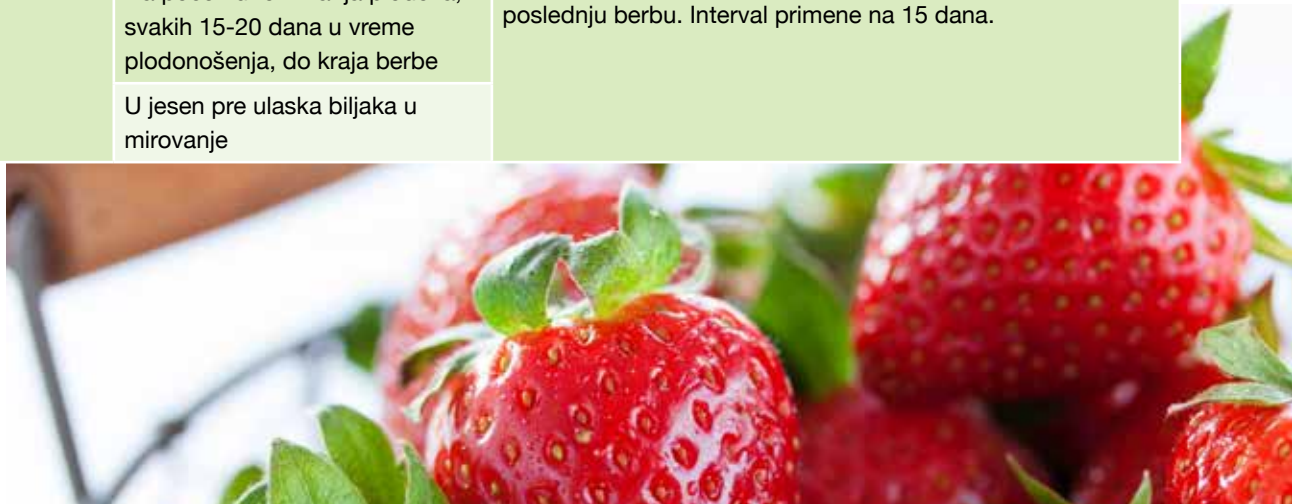 svakih 15-20 dana u vreme
plodonošenja, do kraja berbe
U jesen pre ulaska biljaka u
mirovanje
poslednju berbu. Interval primene na 15 dana.